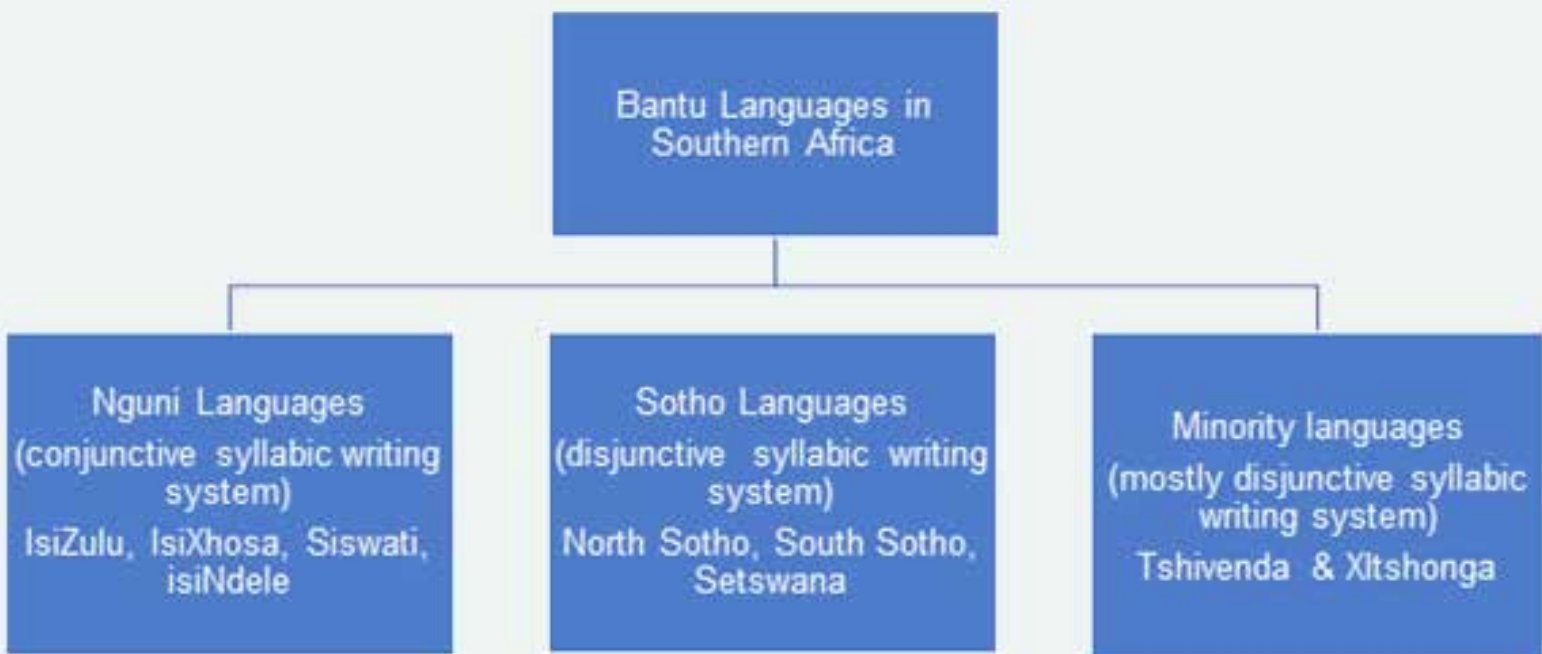 Bantu Languages in
Southern Africa
Nguni Languages
(conjunctive syllabic writing
system)
IsiZulu, IsiXhosa, Siswati,
isiNdele
Sotho Languages
(disjunctive syllabic writing
system)
North Sotho, South Sotho,
Setswana
Minority languages
(mostly disjunctive syllabic
writing system)
Tshivenda & XItshonga